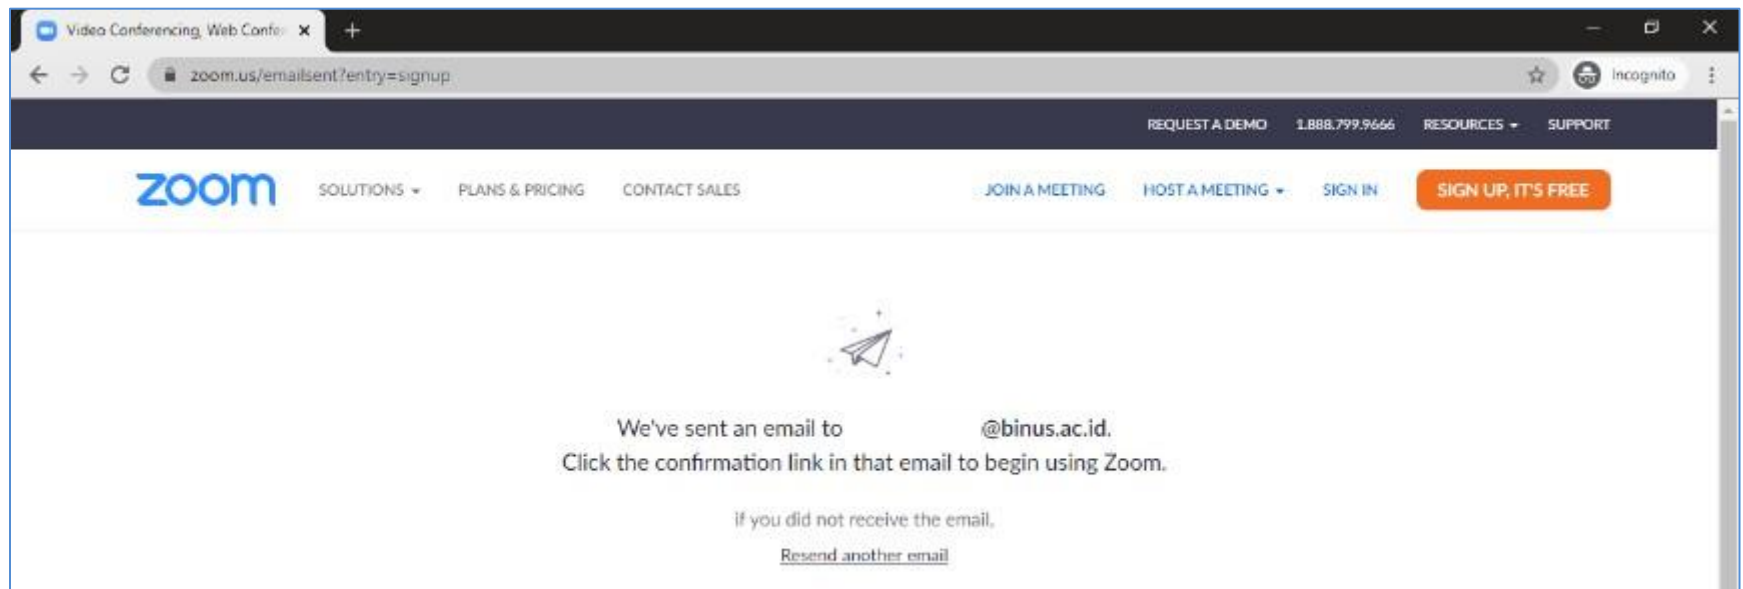 Video Conferencing, Web Confe
zoom.us/emailsent?entry=signup
Incognito
REQUEST A DEMO 1.888.799.9666 RESOURCES SUPPORT
zoom SOLUTIONS PLANS & PRICING CONTACT SALES JOIN A MEETING HOST A MEETING SIGN IN SIGN UP, IT'S FREE
We've sent an email to @binus.ac.id.
Click the confirmation link in that email to begin using Zoom.
if you did not receive the email,
Resend another email